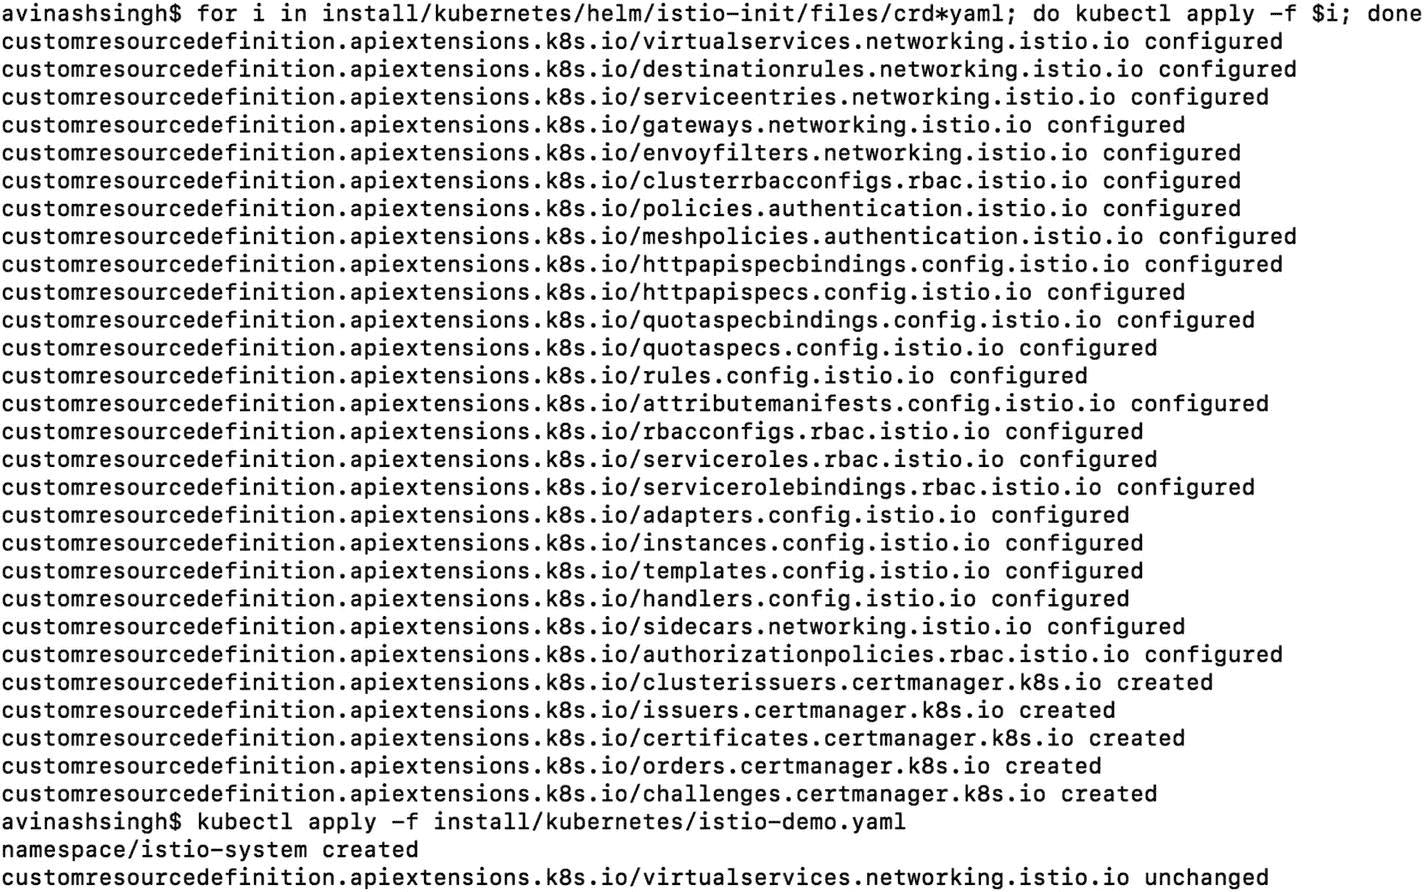 avinashsingh$ for i in install/kubernetes/helm/istio-init/files/crd*yaml; do kubectl apply -f $i; done
customresourcedefinition.apiextensions.k8s.io/virtualservices.networking.istio.io configured
customresourcedefinition.apiextensions.k8s.io/destinationrules.networking.istio.io configured
customresourcedefinition.apiextensions.k8s.io/serviceentries.networking.istio.io configured
customresourcedefinition.apiextensions.k8s.io/gateways.networking.istio.io configured
customresourcedefinition.apiextensions.k8s.io/envoyfilters.networking.istio.io configured
customresourcedefinition.apiextensions.k8s.io/clusterrbacconfigs.rbac.istio.io configured
customresourcedefinition.apiextensions.k8s.io/policies.authentication.istio.io configured
customresourcedefinition.apiextensions.k8s.io/meshpolicies.authentication.istio.io configured
customresourcedefinition.apiextensions.k8s.io/httpapispecbindings.config.istio.io configured
customresourcedefinition.apiextensions.k8s.io/httpapispecs.config.istio.io configured
customresourcedefinition.apiextensions.k8s.io/quotaspecbindings.config.istio.io configured
customresourcedefinition.apiextensions.k8s.io/quotaspecs.config.istio.io configured
customresourcedefinition.apiextensions.k8s.io/rules.config.istio.io configured
customresourcedefinition.apiextensions.k8s.io/attributemanifests.config.istio.io configured
customresourcedefinition.apiextensions.k8s.io/rbacconfigs.rbac.istio.io configured
customresourcedefinition.apiextensions.k8s.io/serviceroles.rbac.istio.io configured
customresourcedefinition.apiextensions.k8s.io/servicerolebindings.rbac.istio.io configured
customresourcedefinition.apiextensions.k8s.io/adapters.config.istio.io configured
customresourcedefinition.apiextensions.k8s.io/instances.config.istio.io configured
customresourcedefinition.apiextensions.k8s.io/templates.config.istio.io configured
customresourcedefinition.apiextensions.k8s.io/handlers.config.istio.io configured
customresourcedefinition.apiextensions.k8s.io/sidecars.networking.istio.io configured
customresourcedefinition.apiextensions.k8s.io/authorizationpolicies.rbac.istio.io configured
customresourcedefinition.apiextensions.k8s.io/clusterissuers.certmanager.k8s.io created
customresourcedefinition.apiextensions.k8s.io/issuers.certmanager.k8s.io created
customresourcedefinition.apiextensions.k8s.io/certificates.certmanager.k8s.io created
customresourcedefinition.apiextensions.k8s.io/orders.certmanager.k8s.io created
customresourcedefinition.apiextensions.k8s.io/challenges.certmanager.k8s.io created
avinashsingh$ kubectl apply -f install/kubernetes/istio-demo.yaml
namespace/istio-system created
customresourcedefinition.apiextensions.k8s.io/virtualservices.networking.istio.io unchanged